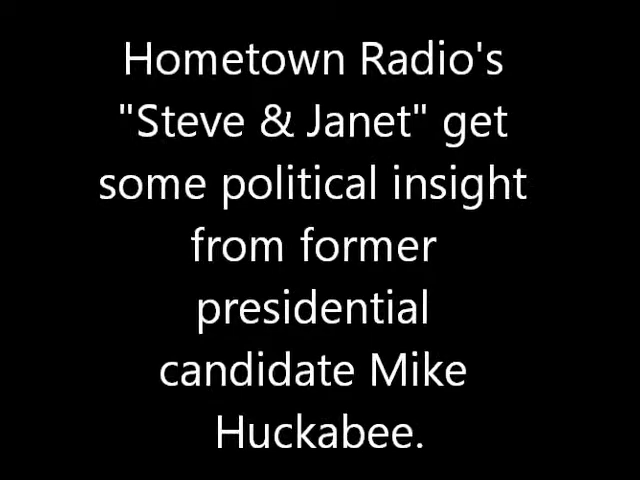 Hometown Radio's
"Steve & Janet" get
some political insight
from former
presidential
candidate Mike
Huckabee.